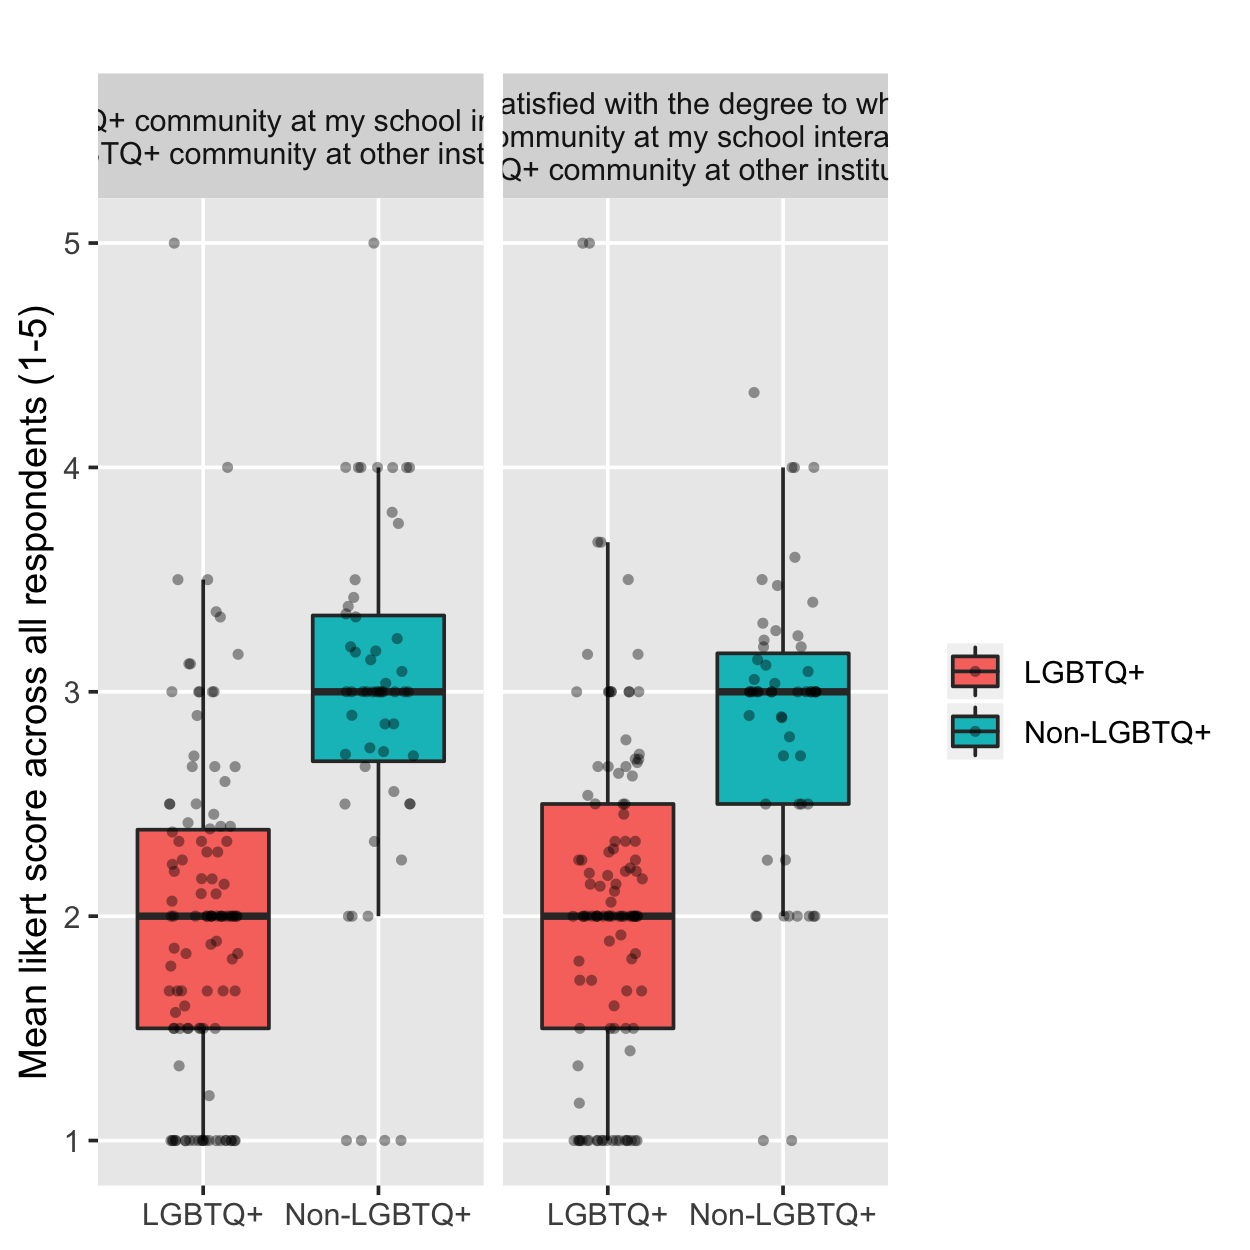 Q+ community at my school in
TQ+ community at other inst
atisfied with the degree to wh
ommunity at my school intera
Q+ community at other institu
Mean likert score across all respondents (1-5)
5
4
3
2
1
LGBTQ+ Non-LGBTQ+ LGBTQ+ Non-LGBTQ+
LGBTQ+
Non-LGBTQ+